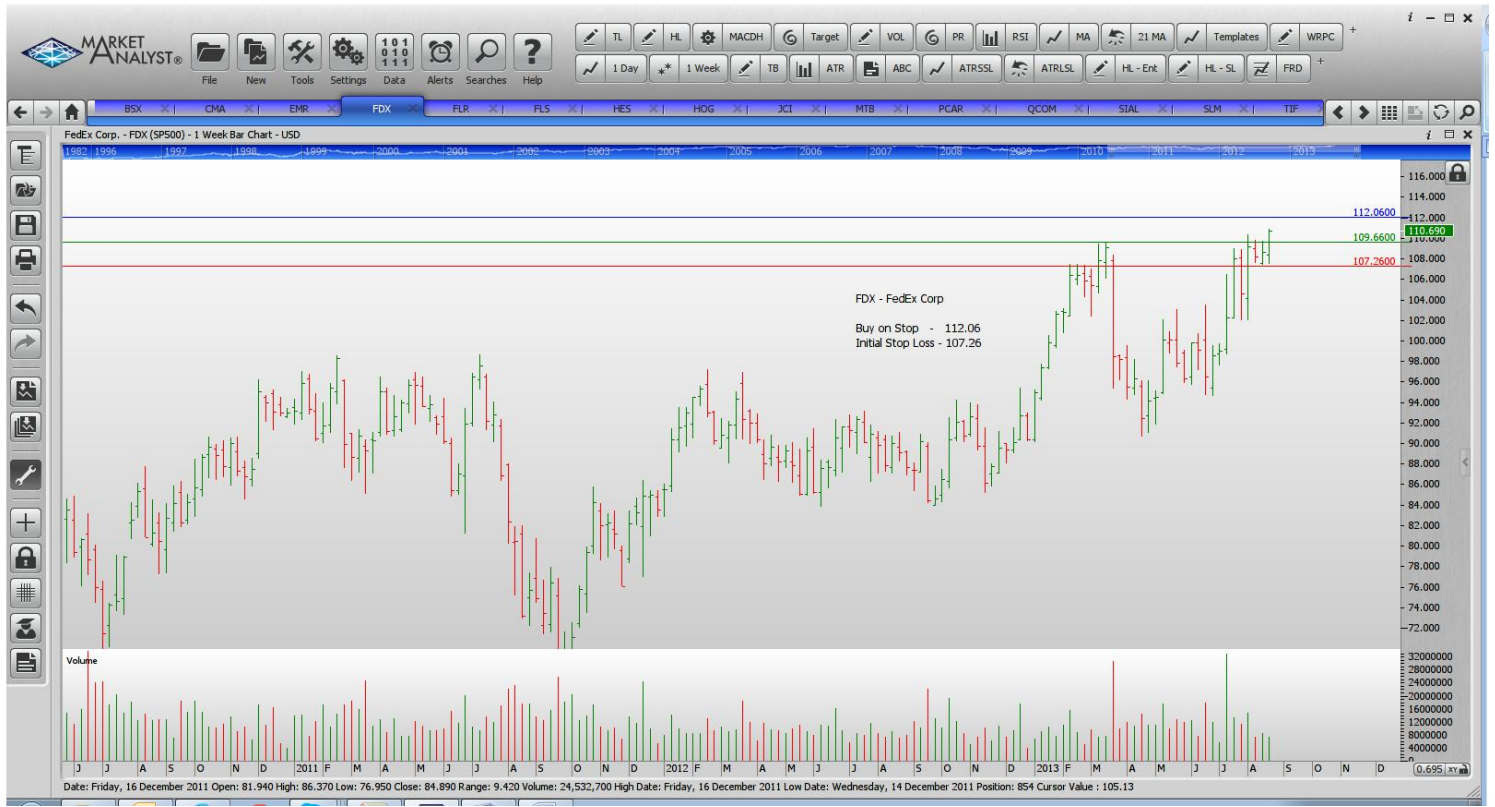 i
MARKET ANALYST®
File New Tools Settings Data Alerts Searches Help
TL HL MACDH Target VOL PR RSI MA 21 MA Templates WRPC +
1 Day 1 Week TB ATR ABC ATRSSL ATRLSL HL - Ent HL - SL FRD +
BSX CMA EMR FDX FLR FLS HES HOG JCI MTB PCAR QCOM SIAL SLM TIF
FedEx Corp. - FDX (SP500) - 1 Week Bar Chart - USD
1982 1996 1997 1998 1999 2000 2001 2002 2003 2004 2005 2006 2007 2008 2009 2010 2011 2012 2013
116.000
114.000
112.0600
112.000
110.690
109.6600
110.000
108.000
107.2600
106.000
FDX - FedEx Corp
104.000
Buy on Stop - 112.06
102.000
Initial Stop Loss - 107.26
100.000
98.000
96.000
94.000
92.000
90.000
88.000
86.000
84.000
82.000
80.000
78.000
76.000
74.000
72.000
Volume
32000000
28000000
24000000
20000000
16000000
12000000
8000000
4000000
0
J J A S O N D 2011 F M A M J J A S O N D 2012 F M A M J J A S O N D 2013 F M A M J J A S O N D
0.695 XY
Date: Friday, 16 December 2011 Open: 81.940 High: 86.370 Low: 76.950 Close: 84.890 Range: 9.420 Volume: 24,532,700 High Date: Friday, 16 December 2011 Low Date: Wednesday, 14 December 2011 Position: 854 Cursor Value : 105.13